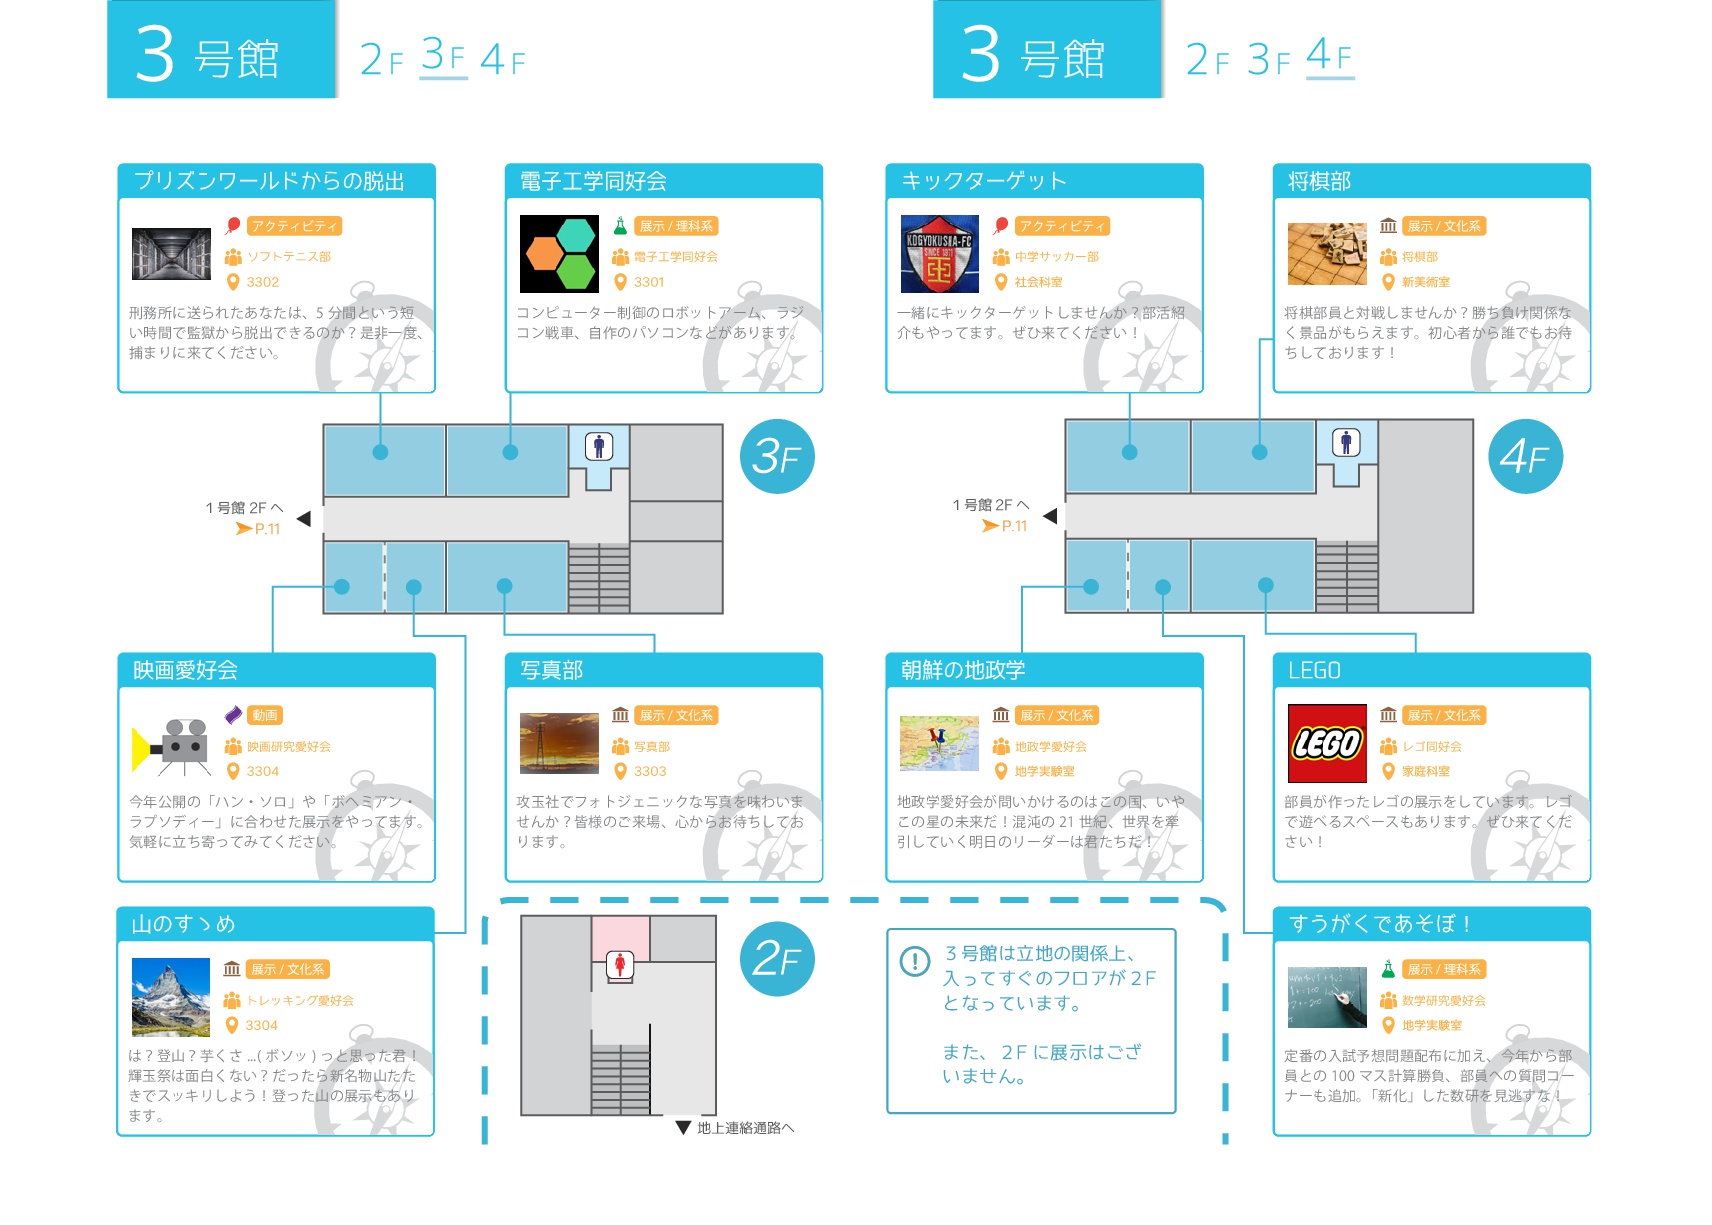 3 号館
2F 3F 4F
プリズンワールドからの脱出
アクティビティ
ソフトテニス部
3302
刑務所に送られたあなたは、5 分間という短
い時間で監獄から脱出できるのか？是非一度、
捕まりに来てください。
電子工学同好会
展示 / 理科系
電子工学同好会
3301
コンピューター制御のロボットアーム、ラジ
コン戦車、自作のパソコンなどがあります。
3F
1 号館 2F へ
P.11
映画愛好会
動画
映画研究愛好会
3304
今年公開の「ハン・ソロ」や「ボヘミアン・
ラプソディー」に合わせた展示をやってます。
気軽に立ち寄ってみてください。
写真部
展示 / 文化系
写真部
3303
攻玉社でフォトジェニックな写真を味わいま
せんか？皆様のご来場、心からお待ちしてお
ります。
山のすゝめ
展示 / 文化系
トレッキング愛好会
3304
は？登山？芋くさ ...( ボソッ ) っと思った君！
輝玉祭は面白くない？だったら新名物山たた
きでスッキリしよう！登った山の展示もあり
ます。
2F
地上連絡通路へ
3 号館
2F 3F 4F
キックターゲット
KOGYOKUSHA-FC
SINCE 1971
アクティビティ
中学サッカー部
社会科室
一緒にキックターゲットしませんか？部活紹
介もやってます。ぜひ来てください！
将棋部
展示 / 文化系
将棋部
新美術室
将棋部員と対戦しませんか？勝ち負け関係な
く景品がもらえます。初心者から誰でもお待
ちしております！
4F
1 号館 2F へ
P.11
朝鮮の地政学
展示 / 文化系
地政学愛好会
地学実験室
地政学愛好会が問いかけるのはこの国、いや
この星の未来だ！混沌の 21 世紀、世界を牽
引していく明日のリーダーは君たちだ！
LEGO
LEGO
展示 / 文化系
レゴ同好会
家庭科室
部員が作ったレゴの展示をしています。レゴ
で遊べるスペースもあります。ぜひ来てくだ
さい！
３号館は立地の関係上、
入ってすぐのフロアが２F
となっています。
また、２F に展示はござ
いません。
すうがくであそぼ！
展示 / 理科系
数学研究愛好会
地学実験室
定番の入試予想問題配布に加え、今年から部
員との 100 マス計算勝負、部員への質問コー
ナーも追加。「新化」した数研を見逃すな！